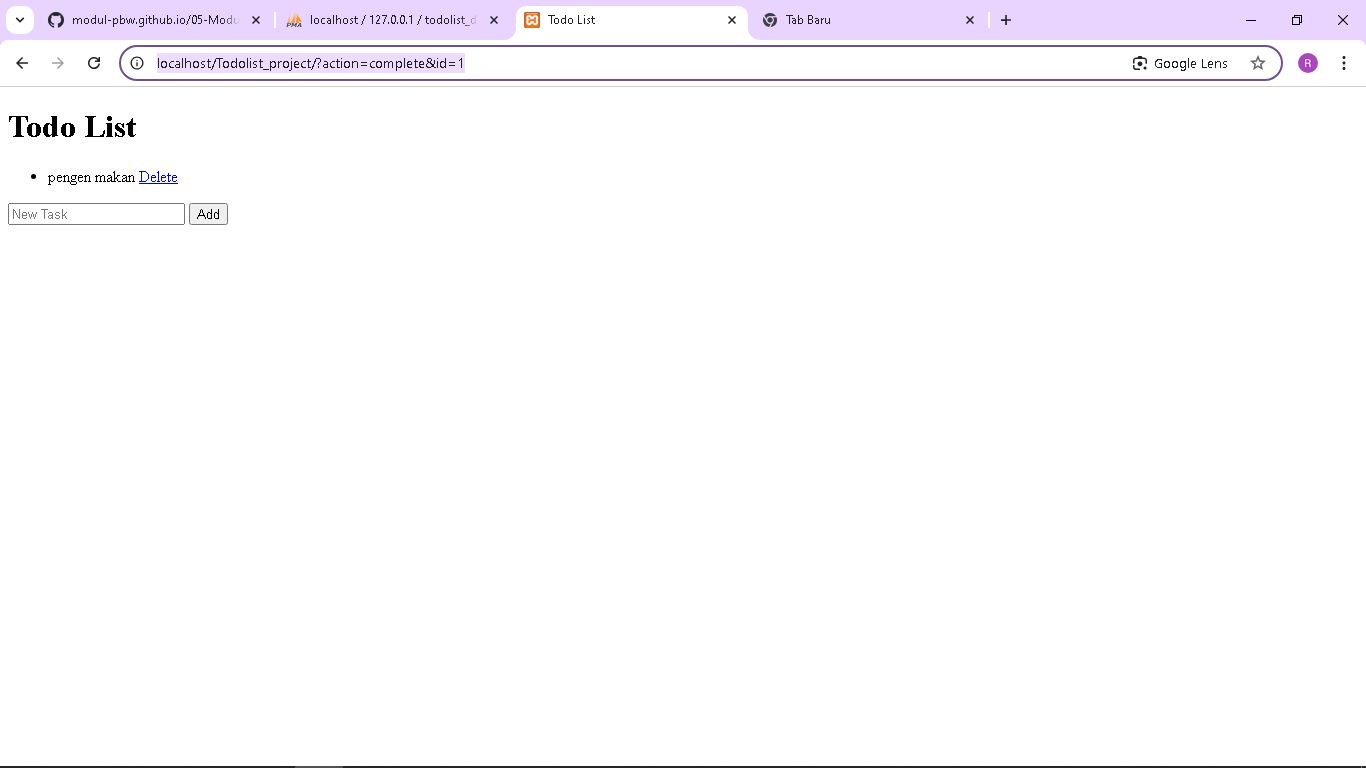 modul-pbw.github.io/05-Modu
localhost / 127.0.0.1 / todolist_d
Todo List
Tab Baru
localhost/Todolist_project/?action=complete&id=1
Google Lens
R
Todo List
pengen makan Delete
New Task Add